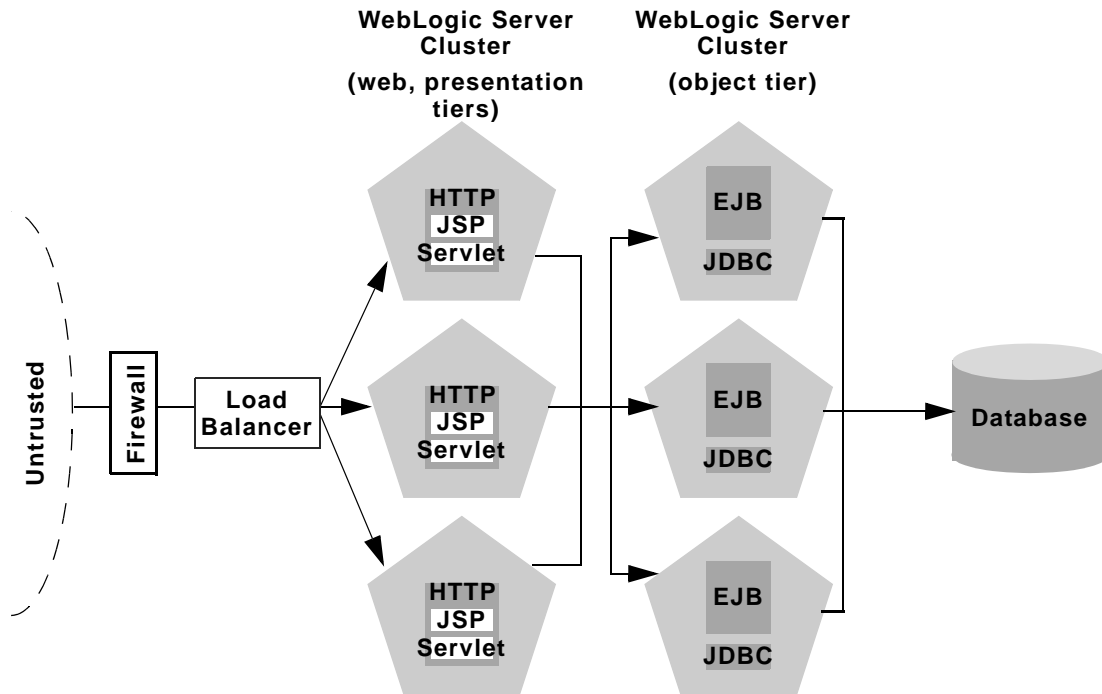 WebLogic Server
Cluster
(web, presentation
tiers)
WebLogic Server
Cluster
(object tier)
HTTP
JSP
Servlet
EJB
JDBC
Untrusted
Firewall
Load
Balancer
HTTP
JSP
Servlet
EJB
JDBC
Database
HTTP
JSP
Servlet
EJB
JDBC